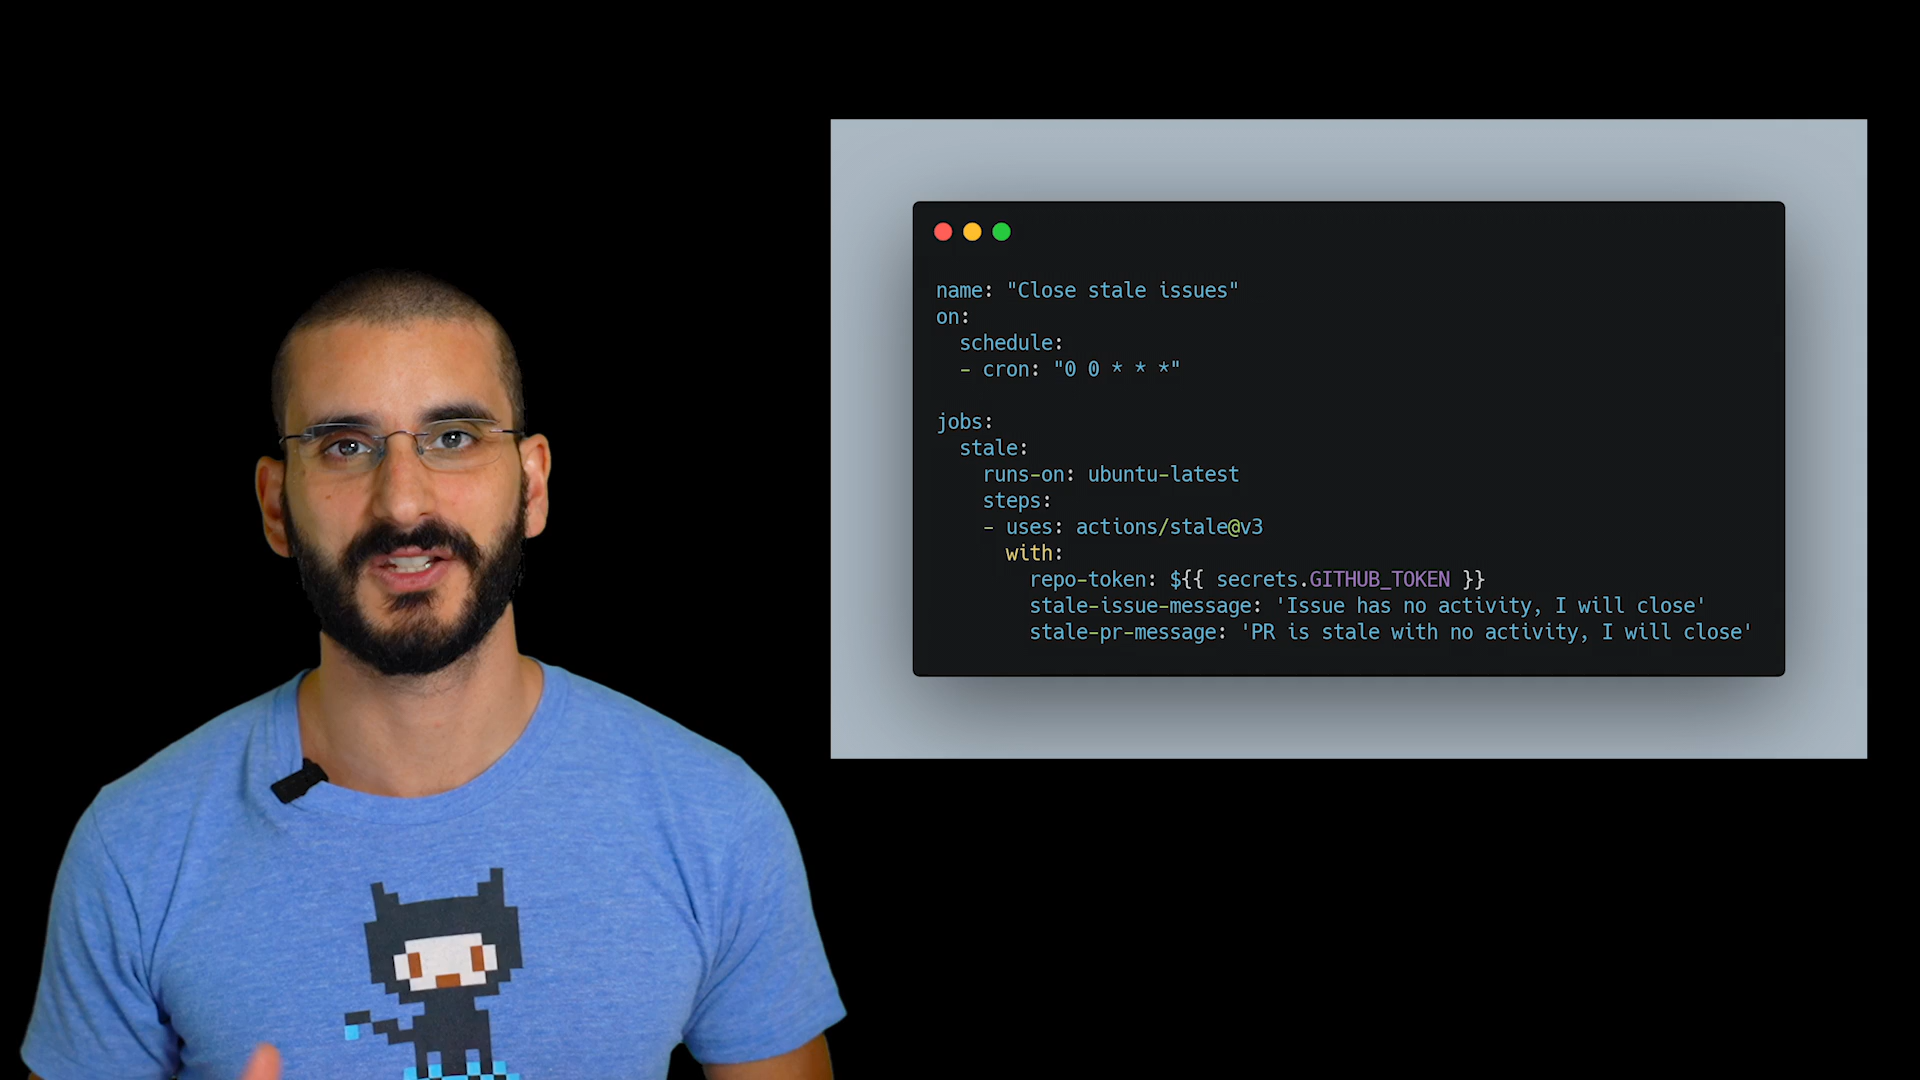 name: "Close stale issues"
on:
  schedule:
  - cron: "0 0 * * *"

jobs:
  stale:
    runs-on: ubuntu-latest
    steps:
    - uses: actions/stale@v3
      with:
        repo-token: ${{ secrets.GITHUB_TOKEN }}
        stale-issue-message: 'Issue has no activity, I will close'
        stale-pr-message: 'PR is stale with no activity, I will close'